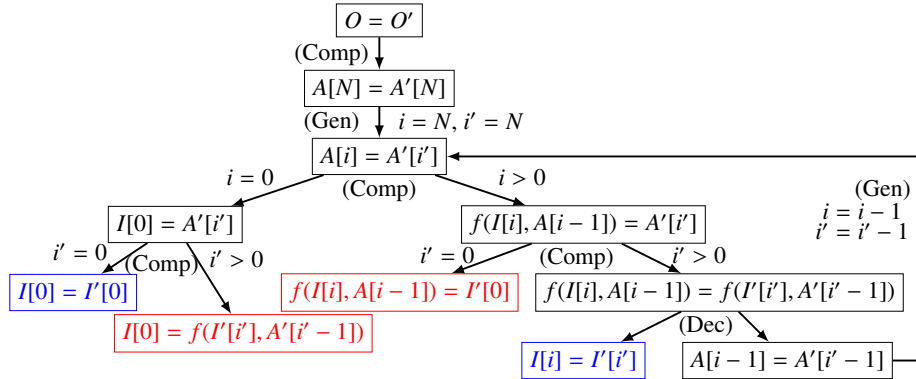 O = O′
(Comp)
A[N] = A′[N]
(Gen) i = N, i′ = N
A[i] = A′[i′]
i = 0 (Comp) i > 0
(Gen)
i = i − 1
i′ = i′ − 1
I[0] = A′[i′] f(I[i], A[i − 1]) = A′[i′]
i′ = 0 (Comp) i′ > 0 i′ = 0 (Comp) i′ > 0
I[0] = I′[0] f(I[i], A[i − 1]) = I′[0] f(I[i], A[i − 1]) = f(I′[i′], A′[i′ − 1])
I[0] = f(I′[i′], A′[i′ − 1]) (Dec)
I[i] = I′[i′] A[i − 1] = A′[i′ − 1]